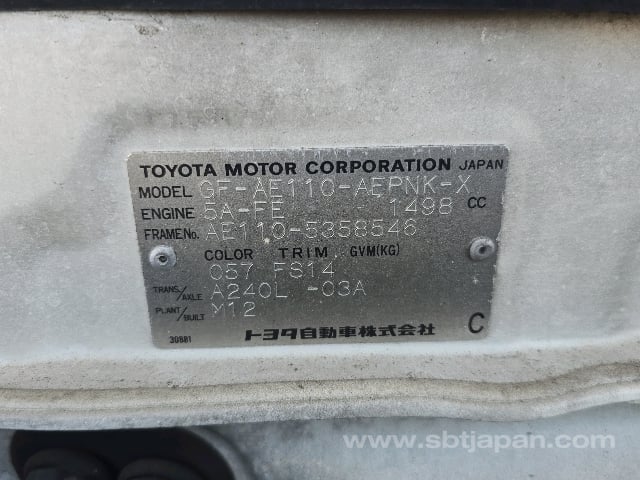 TOYOTA MOTOR CORPORATION JAPAN
MODEL GF-AE110-AEPNK-X
ENGINE 5A-FE 1498 CC
FRAME No. AE110-5358546
COLOR TRIM GVM(KG)
057 FS14
TRANS./AXLE A240L -03A
PLANT/BUILT M12
30881 トヨタ自動車株式会社 C
www.sbtjapan.com